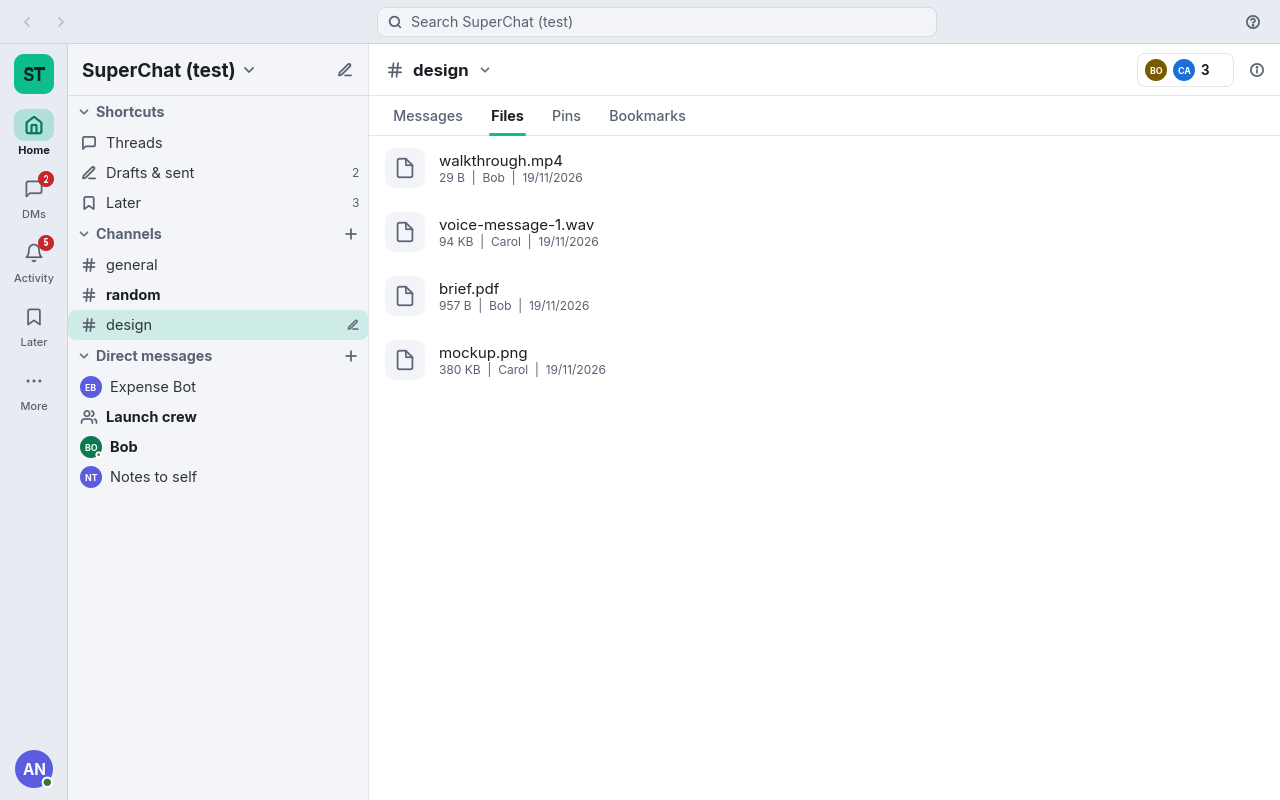 Search SuperChat (test)
ST
Home
2
DMs
5
Activity
Later
More
AN
SuperChat (test)
Shortcuts
Threads
Drafts & sent 2
Later 3
Channels
general
random
design
Direct messages
EB Expense Bot
Launch crew
BO Bob
NT Notes to self
design
BO CA 3
Messages Files Pins Bookmarks
walkthrough.mp4
29 B | Bob | 19/11/2026
voice-message-1.wav
94 KB | Carol | 19/11/2026
brief.pdf
957 B | Bob | 19/11/2026
mockup.png
380 KB | Carol | 19/11/2026